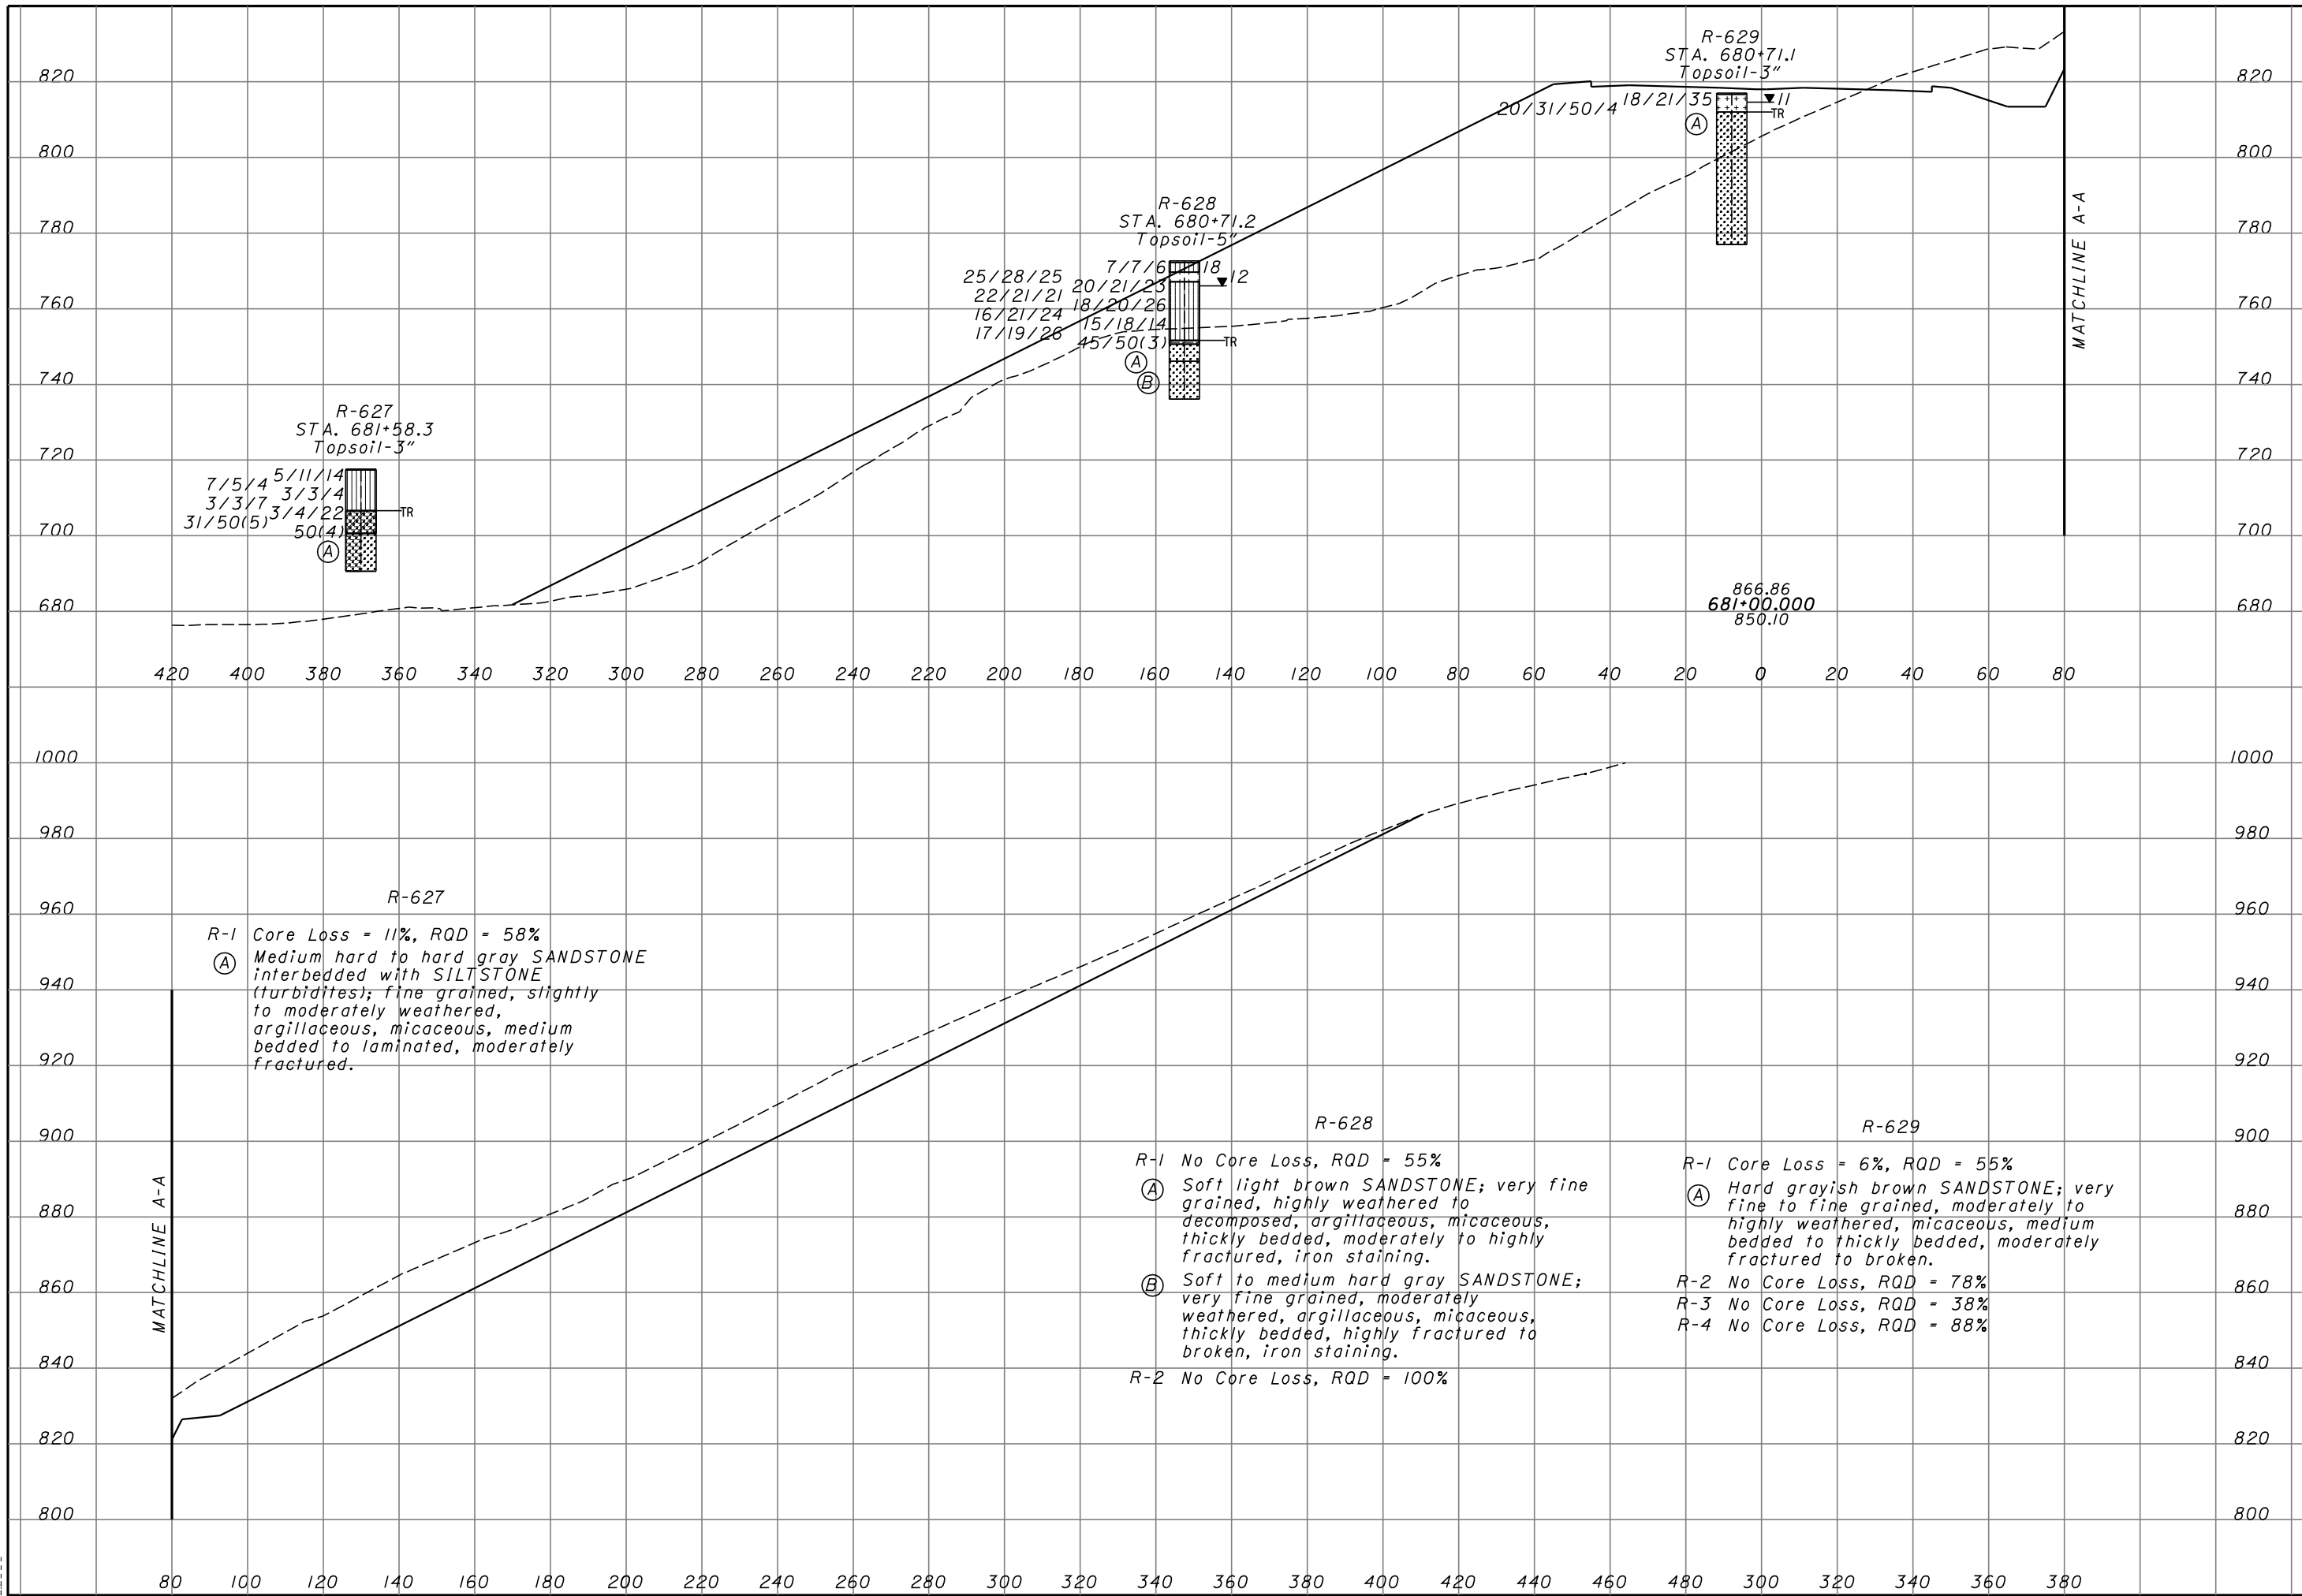 R-629
STA. 680+71.1
Topsoil-3"
820 820
20/31/50/4 18/21/35 11
TR
A
800 800
R-628
STA. 680+71.2
Topsoil-5"
MATCHLINE A-A
780 780
7/7/6 18
25/28/25 20/21/23 12
22/21/21 18/20/26
760 760
16/21/24 15/18/14
17/19/26 45/50(3) TR
A
B
740 740
R-627
STA. 681+58.3
Topsoil-3"
720 720
5/11/14
7/5/4 3/3/4
3/3/7 3/4/22 TR
31/50(5) 50(4)
700 700
A
866.86
681+00.000
850.10
680 680
420 400 380 360 340 320 300 280 260 240 220 200 180 160 140 120 100 80 60 40 20 0 20 40 60 80
1000 1000
980 980
960 960
940 940
920 920
900 900
880 880
860 860
840 840
820 820
800 800
MATCHLINE A-A
R-627
R-1 Core Loss = 11%, RQD = 58%
A Medium hard to hard gray SANDSTONE
interbedded with SILTSTONE
(turbidites); fine grained, slightly
to moderately weathered,
argillaceous, micaceous, medium
bedded to laminated, moderately
fractured.
R-628
R-1 No Core Loss, RQD = 55%
A Soft light brown SANDSTONE; very fine
grained, highly weathered to
decomposed, argillaceous, micaceous,
thickly bedded, moderately to highly
fractured, iron staining.
B Soft to medium hard gray SANDSTONE;
very fine grained, moderately
weathered, argillaceous, micaceous,
thickly bedded, highly fractured to
broken, iron staining.
R-2 No Core Loss, RQD = 100%
R-629
R-1 Core Loss = 6%, RQD = 55%
A Hard grayish brown SANDSTONE; very
fine to fine grained, moderately to
highly weathered, micaceous, medium
bedded to thickly bedded, moderately
fractured to broken.
R-2 No Core Loss, RQD = 78%
R-3 No Core Loss, RQD = 38%
R-4 No Core Loss, RQD = 88%
80 100 120 140 160 180 200 220 240 260 280 300 320 340 360 380 400 420 440 460 480 300 320 340 360 380